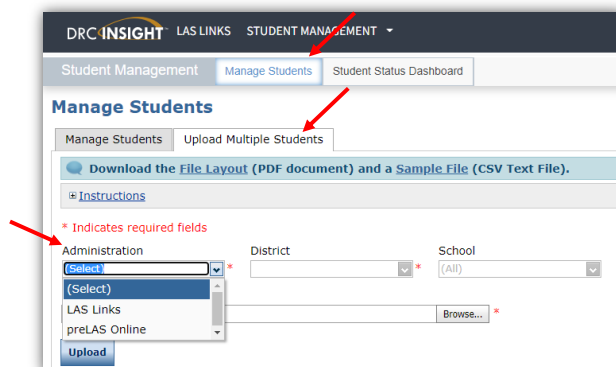 DRC INSIGHT LAS LINKS STUDENT MANAGEMENT
Student Management Manage Students Student Status Dashboard
Manage Students
Manage Students Upload Multiple Students
Download the File Layout (PDF document) and a Sample File (CSV Text File).
Instructions
* Indicates required fields
Administration District School
(Select) * * (All)
(Select)
LAS Links
preLAS Online
Browse... *
Upload